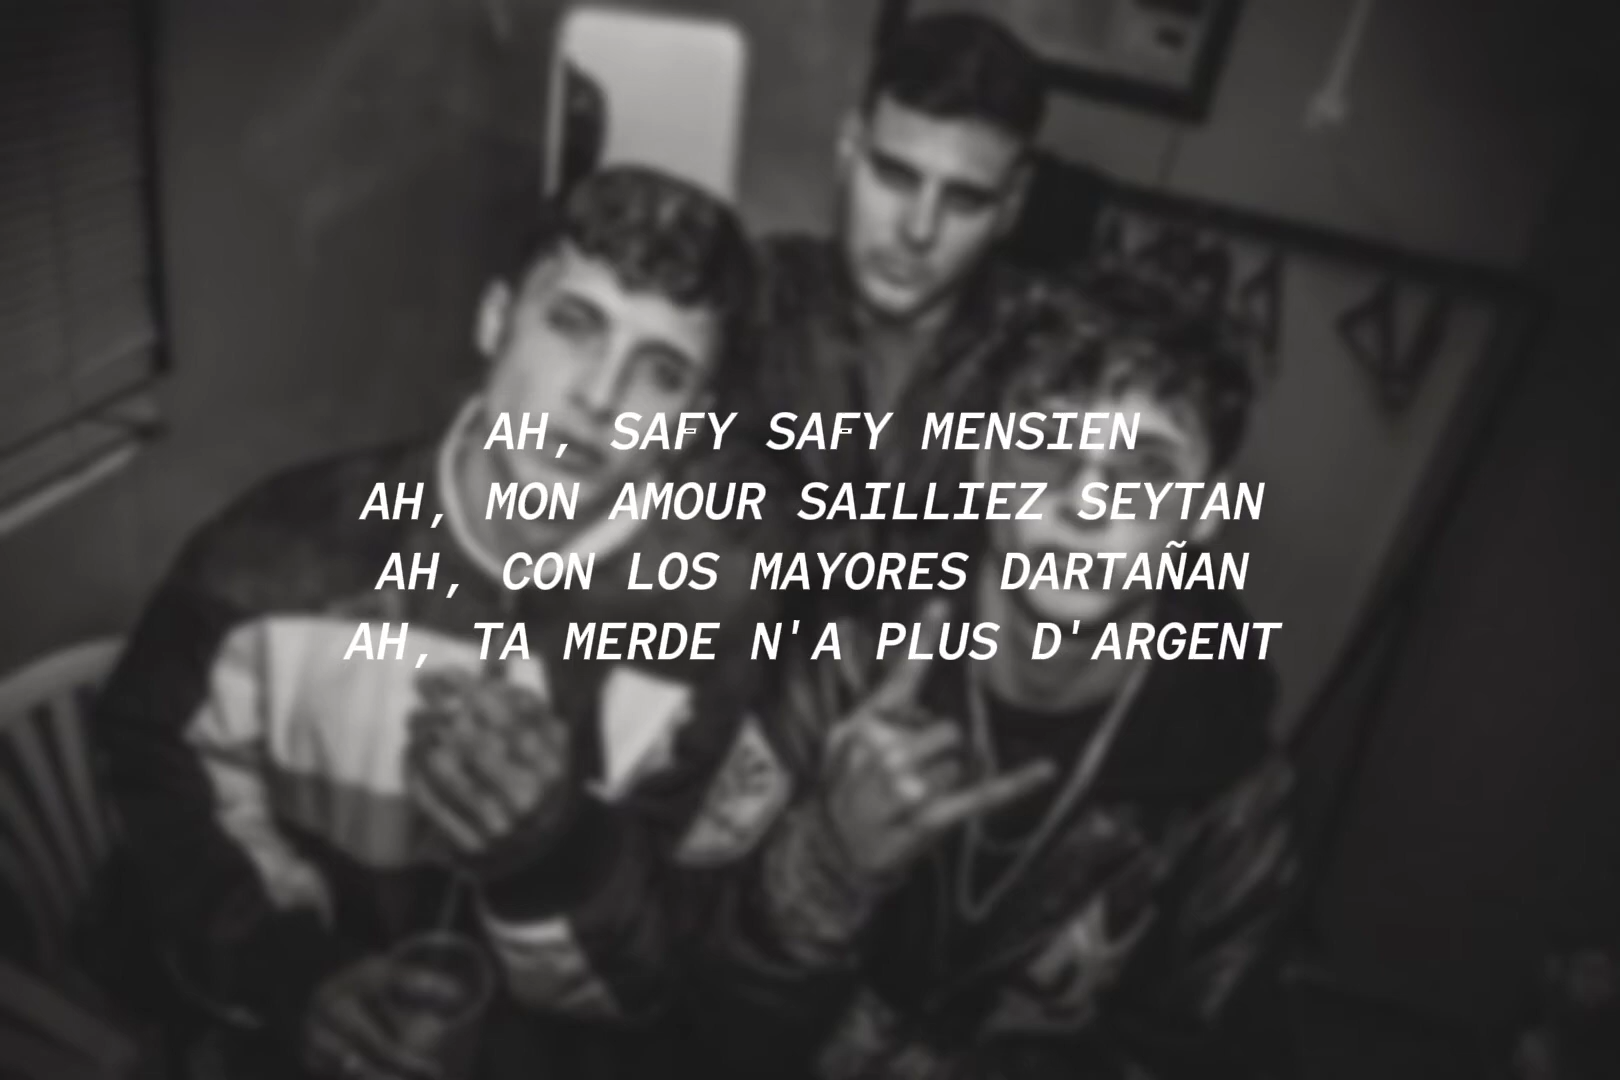 AH, SAFY SAFY MENSIEN
AH, MON AMOUR SAILLIEZ SEYTAN
AH, CON LOS MAYORES DARTAÑAN
AH, TA MERDE N'A PLUS D'ARGENT